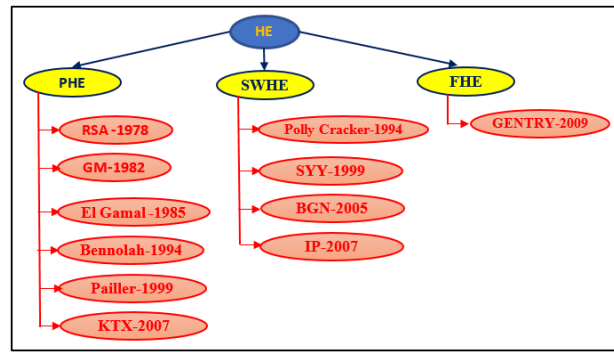 HE
PHE
SWHE
FHE
RSA -1978
GM-1982
El Gamal -1985
Bennolah-1994
Pailler-1999
KTX-2007
Polly Cracker-1994
SYY-1999
BGN-2005
IP-2007
GENTRY-2009